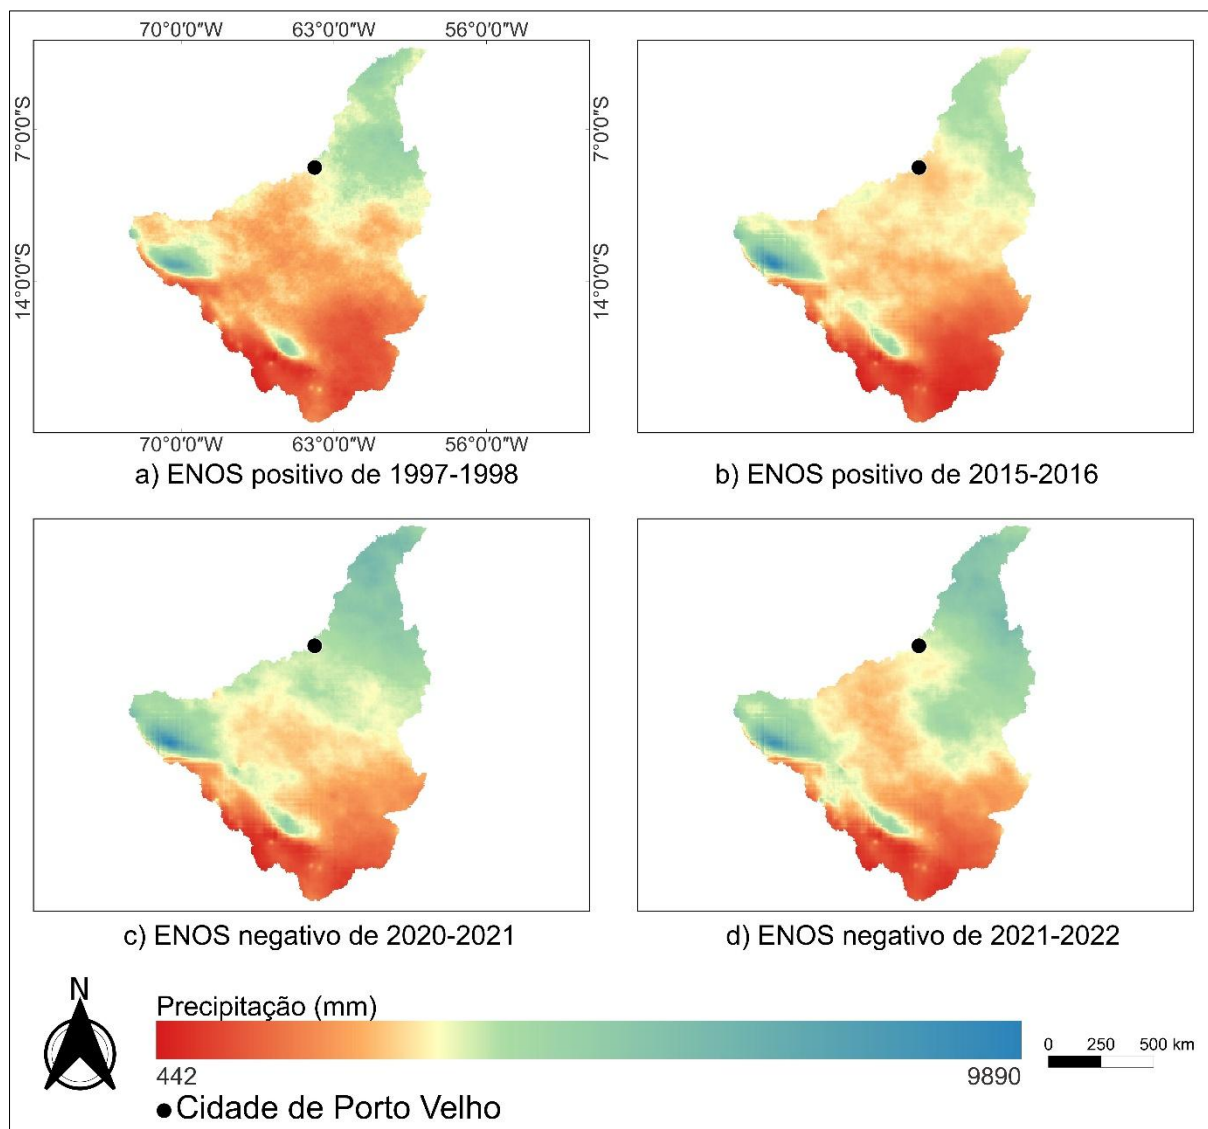 70°0'0"W 63°0'0"W 56°0'0"W
7°0'0"S 7°0'0"S
14°0'0"S 14°0'0"S
70°0'0"W 63°0'0"W 56°0'0"W
a) ENOS positivo de 1997-1998 b) ENOS positivo de 2015-2016
c) ENOS negativo de 2020-2021 d) ENOS negativo de 2021-2022
N
Precipitação (mm)
0 250 500 km
442 9890
Cidade de Porto Velho